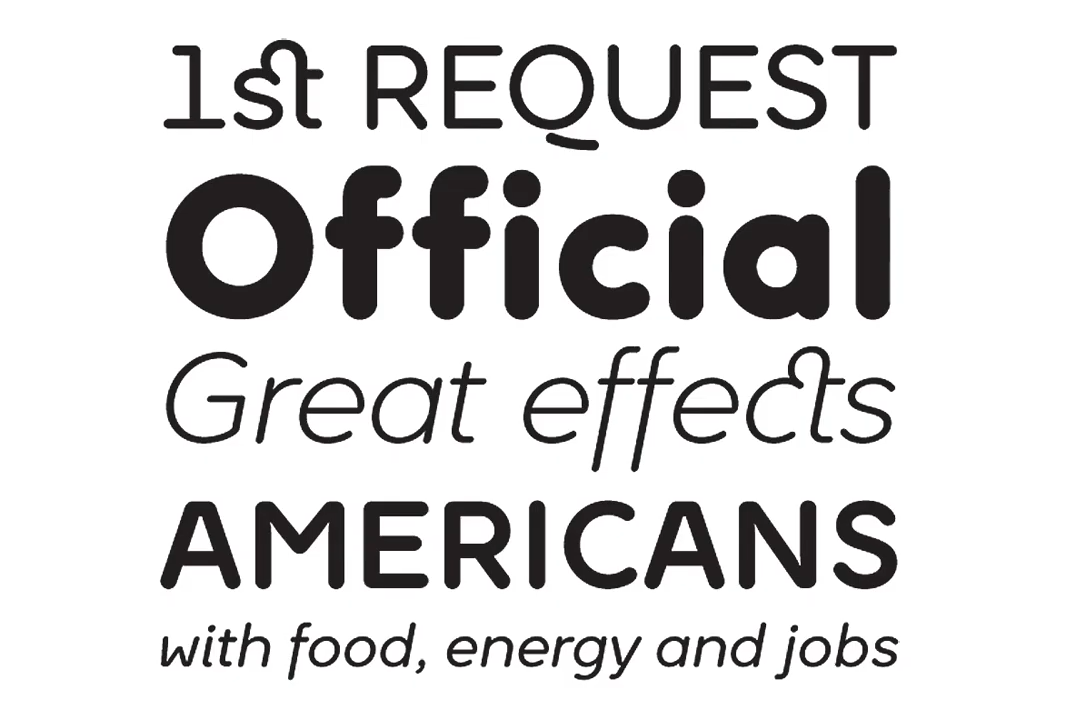 1st REQUEST
Official
Great effects
AMERICANS
with food, energy and jobs